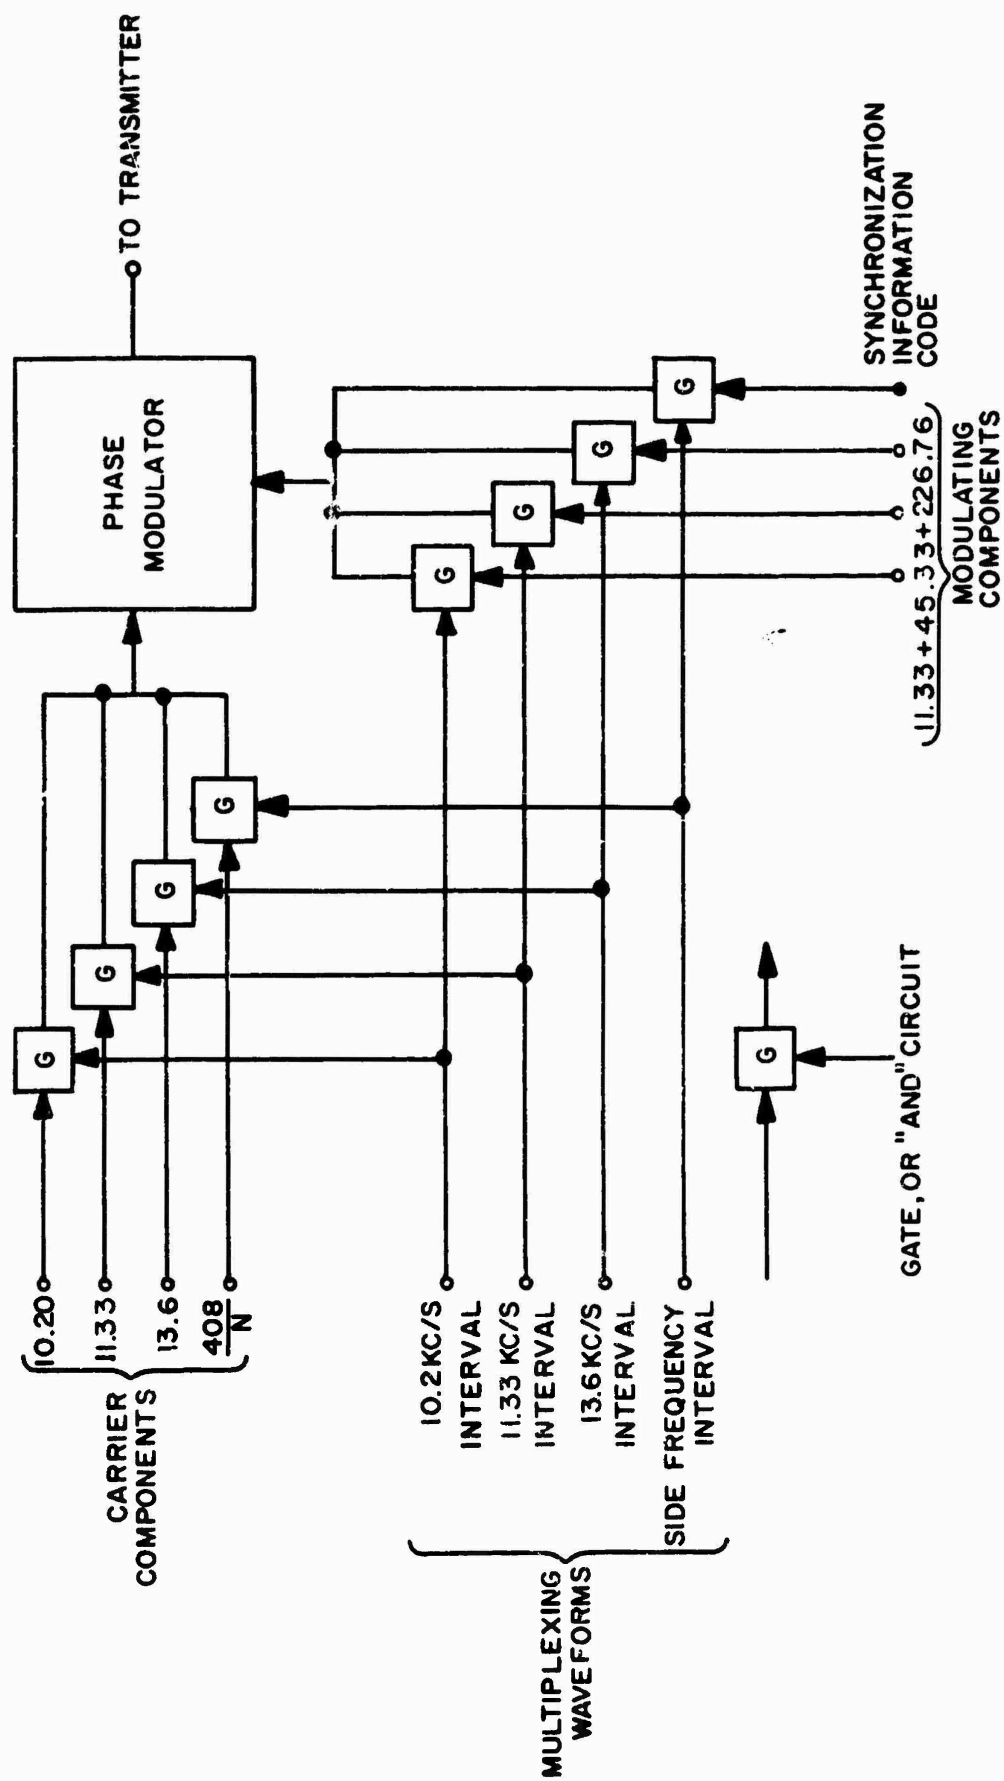 CARRIER
COMPONENTS
10.20
11.33
13.6
408
N
G
G
G
G
PHASE
MODULATOR
TO TRANSMITTER
MULTIPLEXING
WAVEFORMS
10.2 KC/S
INTERVAL
11.33 KC/S
INTERVAL
13.6 KC/S
INTERVAL
SIDE FREQUENCY
INTERVAL
G
G
G
G
11.33+45.33+226.76
MODULATING
COMPONENTS
SYNCHRONIZATION
INFORMATION
CODE
G
GATE, OR "AND" CIRCUIT